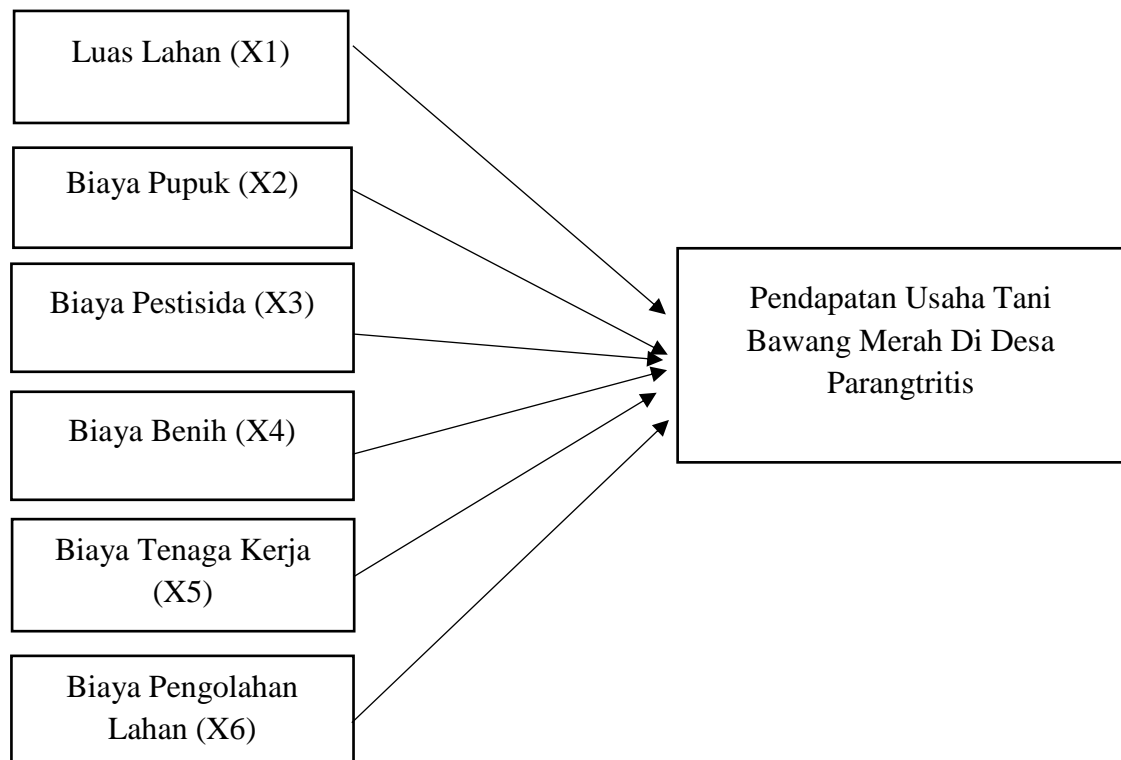 Luas Lahan (X1)
Biaya Pupuk (X2)
Biaya Pestisida (X3)
Biaya Benih (X4)
Biaya Tenaga Kerja
(X5)
Biaya Pengolahan
Lahan (X6)
Pendapatan Usaha Tani
Bawang Merah Di Desa
Parangtritis